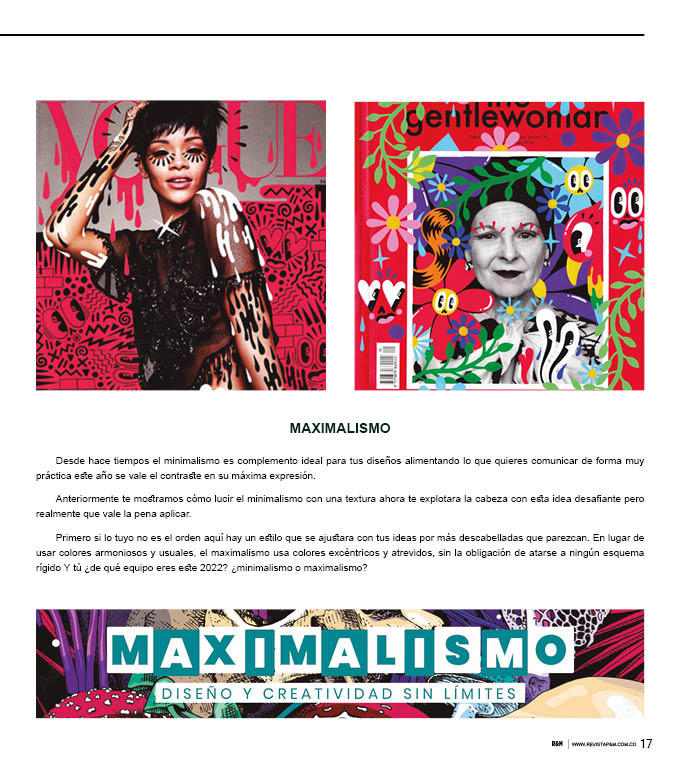 VOGUE
the
gentlewoman
MAXIMALISMO
Desde hace tiempos el minimalismo es complemento ideal para tus diseños alimentando lo que quieres comunicar de forma muy
práctica este año se vale el contraste en su máxima expresión.
Anteriormente te mostramos cómo lucir el minimalismo con una textura ahora te explotara la cabeza con esta idea desafiante pero
realmente que vale la pena aplicar.
Primero si lo tuyo no es el orden aquí hay un estilo que se ajustara con tus ideas por más descabelladas que parezcan. En lugar de
usar colores armoniosos y usuales, el maximalismo usa colores excéntricos y atrevidos, sin la obligación de atarse a ningún esquema
rígido Y tú ¿de qué equipo eres este 2022? ¿minimalismo o maximalismo?
MAXIMALISMO
DISEÑO Y CREATIVIDAD SIN LÍMITES
WWW.REVISTAP&M.COM.CO 17